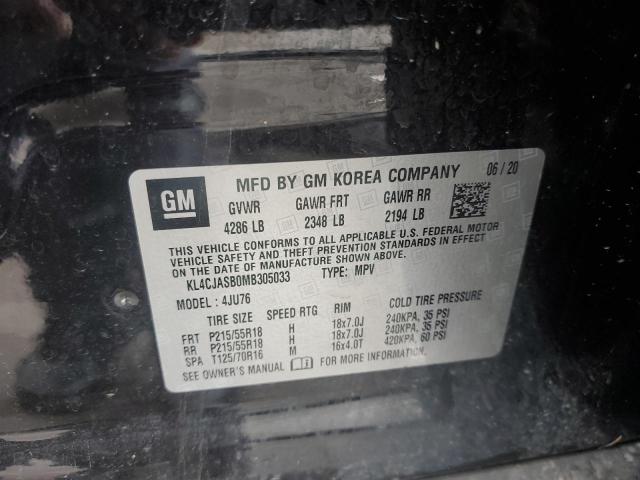 GM MFD BY GM KOREA COMPANY 06 / 20
GVWR GAWR FRT GAWR RR
4286 LB 2348 LB 2194 LB
THIS VEHICLE CONFORMS TO ALL APPLICABLE U.S. FEDERAL MOTOR
VEHICLE SAFETY AND THEFT PREVENTION STANDARDS IN EFFECT
ON THE DATE OF MANUFACTURE SHOWN ABOVE.
KL4CJASB0MB305033 TYPE: MPV
MODEL : 4JU76
TIRE SIZE SPEED RTG RIM COLD TIRE PRESSURE
FRT P215/55R18 H 18x7.0J 240KPA, 35 PSI
RR P215/55R18 H 18x7.0J 240KPA, 35 PSI
SPA T125/70R16 M 16x4.0T 420KPA, 60 PSI
SEE OWNER'S MANUAL FOR MORE INFORMATION.